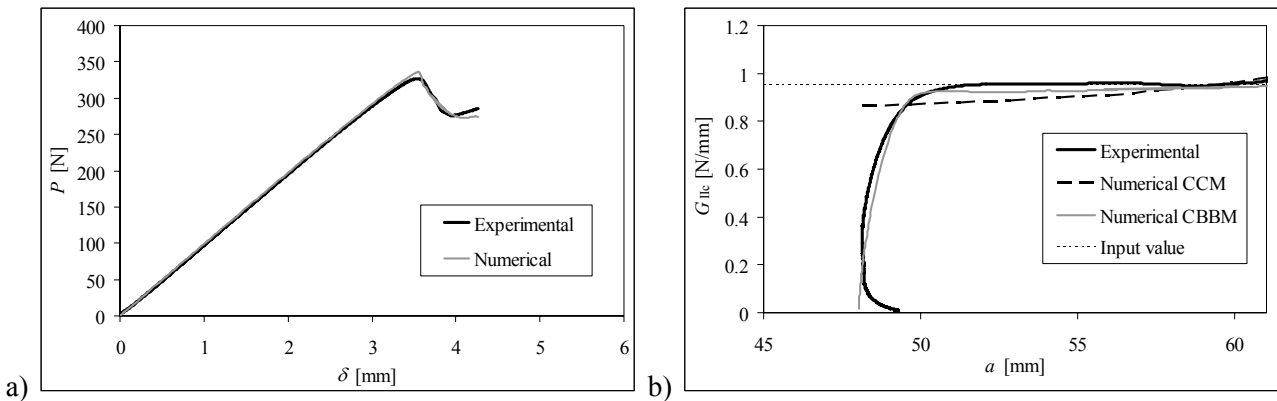 400
350
300
250
200
150
100
50
0
P [N]
0 1 2 3 4 5 6
δ [mm]
Experimental
Numerical
a)
1.2
1
0.8
0.6
0.4
0.2
0
G IIc [N/mm]
45 50 55 60
a [mm]
Experimental
Numerical CCM
Numerical CBBM
Input value
b)